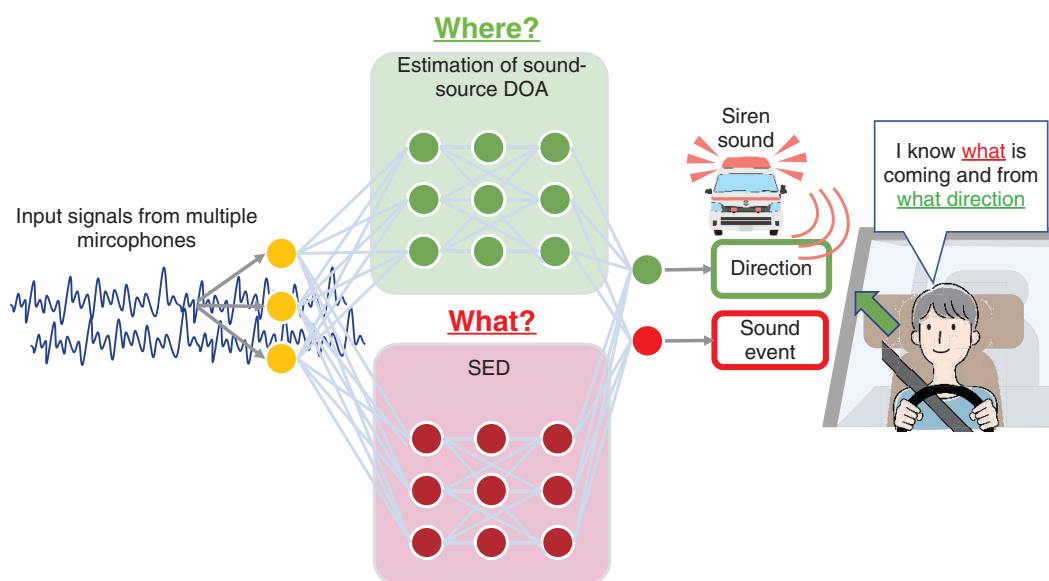 Where?
Estimation of sound-
source DOA
Siren
sound
I know what is
coming and from
what direction
Input signals from multiple
mircophones
Direction
What?
Sound
event
SED